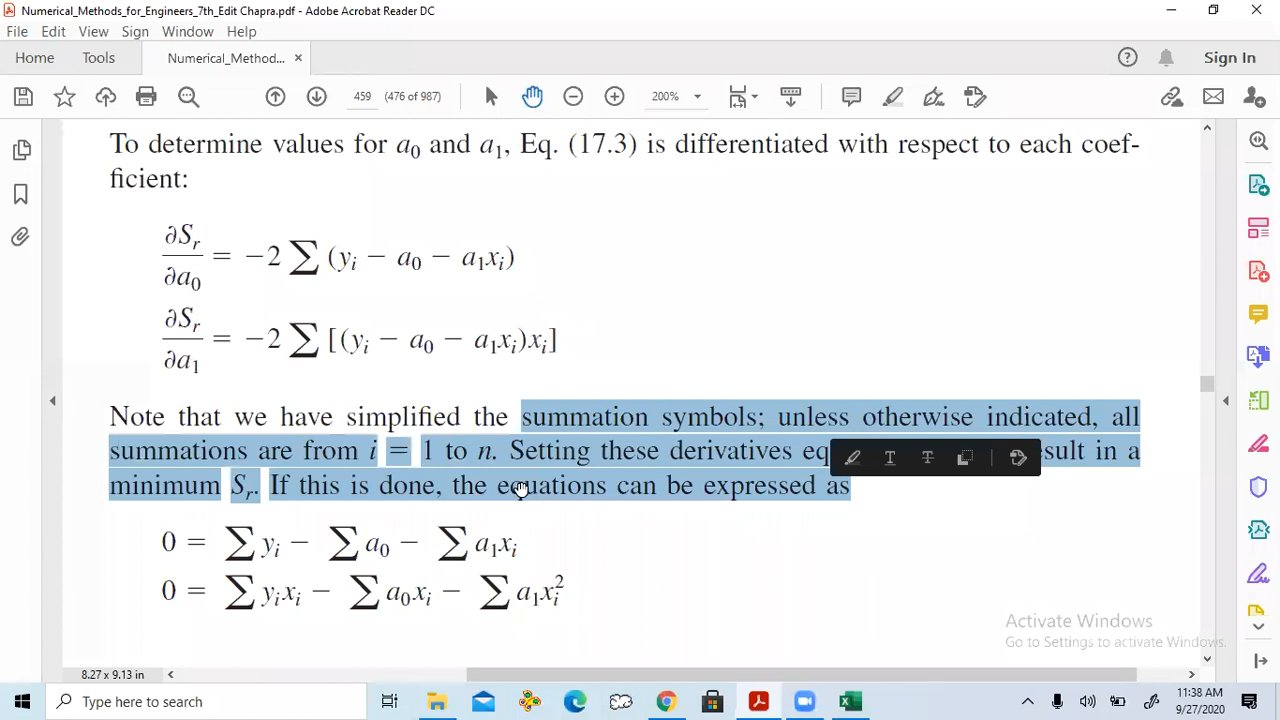 Numerical_Methods_for_Engineers_7th_Edit Chapra.pdf - Adobe Acrobat Reader DC
File Edit View Sign Window Help
Home Tools Numerical_Method... × Sign In
459 (476 of 987) 200%
To determine values for a₀ and a₁, Eq. (17.3) is differentiated with respect to each coef-
ficient:
∂Sᵣ/∂a₀ = −2 ∑ (yᵢ − a₀ − a₁xᵢ)
∂Sᵣ/∂a₁ = −2 ∑ [(yᵢ − a₀ − a₁xᵢ)xᵢ]
Note that we have simplified the summation symbols; unless otherwise indicated, all
summations are from i = 1 to n. Setting these derivatives eq esult in a
minimum Sᵣ. If this is done, the equations can be expressed as
0 = ∑ yᵢ − ∑ a₀ − ∑ a₁xᵢ
0 = ∑ yᵢxᵢ − ∑ a₀xᵢ − ∑ a₁xᵢ²
Activate Windows
Go to Settings to activate Windows.
8.27 x 9.13 in
Type here to search
11:38 AM
9/27/2020